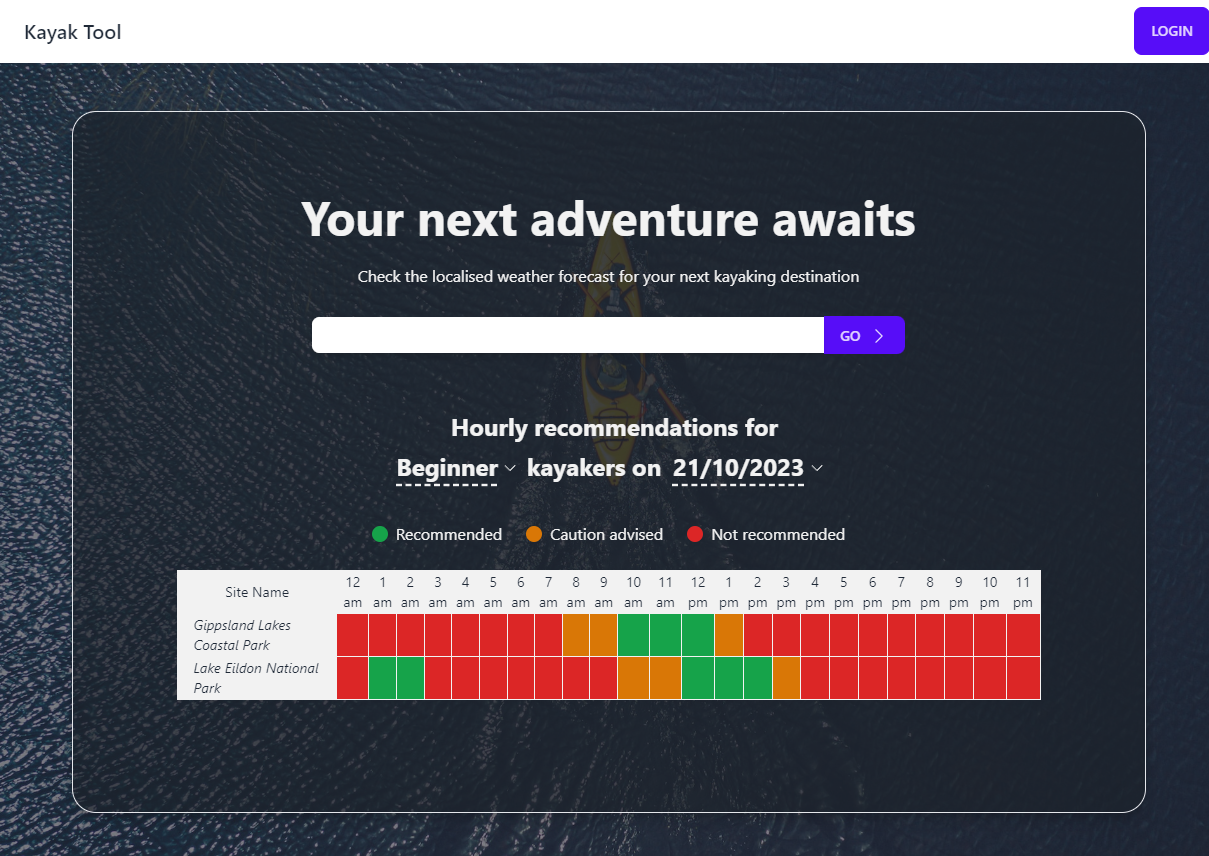 Kayak Tool
LOGIN
Your next adventure awaits
Check the localised weather forecast for your next kayaking destination
GO
Hourly recommendations for
Beginner kayakers on 21/10/2023
Recommended Caution advised Not recommended
Site Name 12 am 1 am 2 am 3 am 4 am 5 am 6 am 7 am 8 am 9 am 10 am 11 am 12 pm 1 pm 2 pm 3 pm 4 pm 5 pm 6 pm 7 pm 8 pm 9 pm 10 pm 11 pm
Gippsland Lakes
Coastal Park
Lake Eildon National
Park